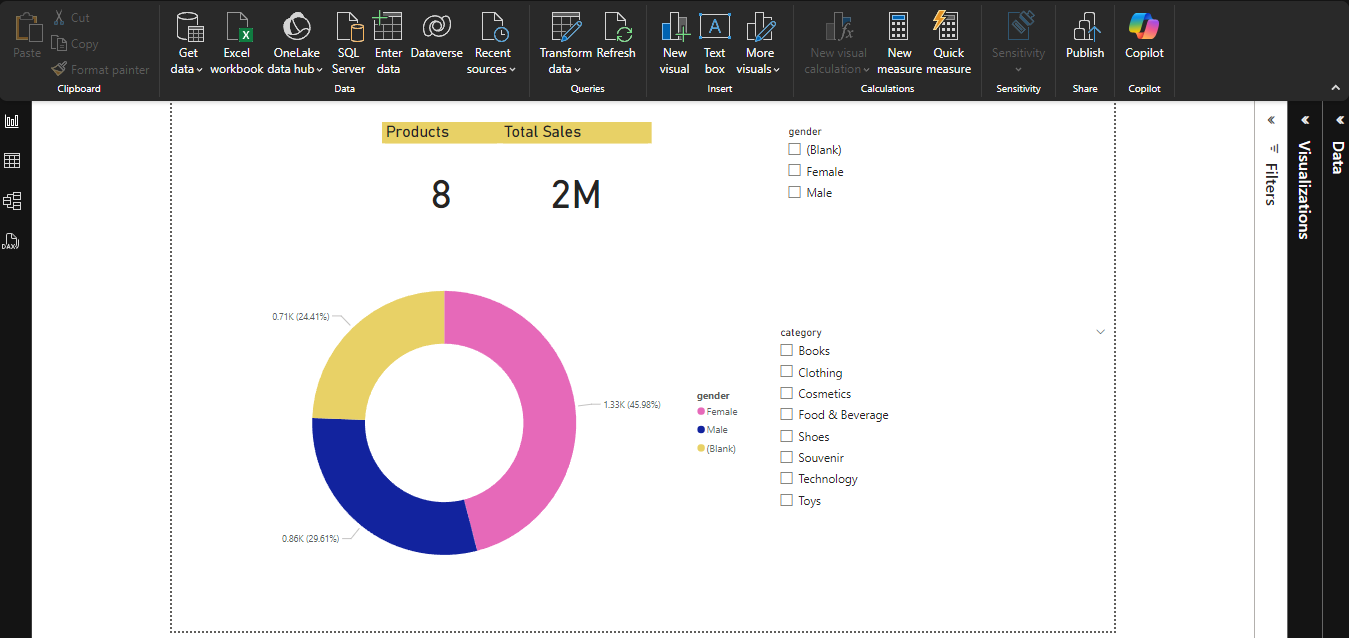 Paste
Cut
Copy
Format painter
Clipboard
Get
data
Excel
workbook
OneLake
data hub
SQL
Server
Enter
data
Dataverse
Recent
sources
Data
Transform
data
Refresh
Queries
New
visual
A
Text
box
More
visuals
Insert
New visual
calculation
New
measure
Quick
measure
Calculations
Sensitivity
Sensitivity
Publish
Share
Copilot
Copilot
DAX
Products
Total Sales
8
2M
gender
(Blank)
Female
Male
0.71K (24.41%)
1.33K (45.98%)
0.86K (29.61%)
gender
Female
Male
(Blank)
category
Books
Clothing
Cosmetics
Food & Beverage
Shoes
Souvenir
Technology
Toys
Filters
Visualizations
Data